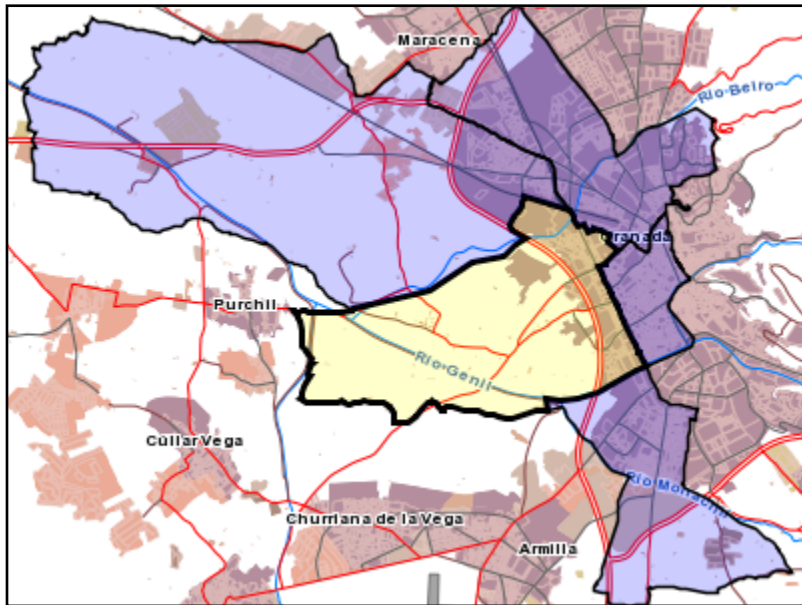 Maracena
Río Beiro
Granada
Purchil
Río Genil
Cúllar Vega
Río Monachil
Churriana de la Vega
Armilla